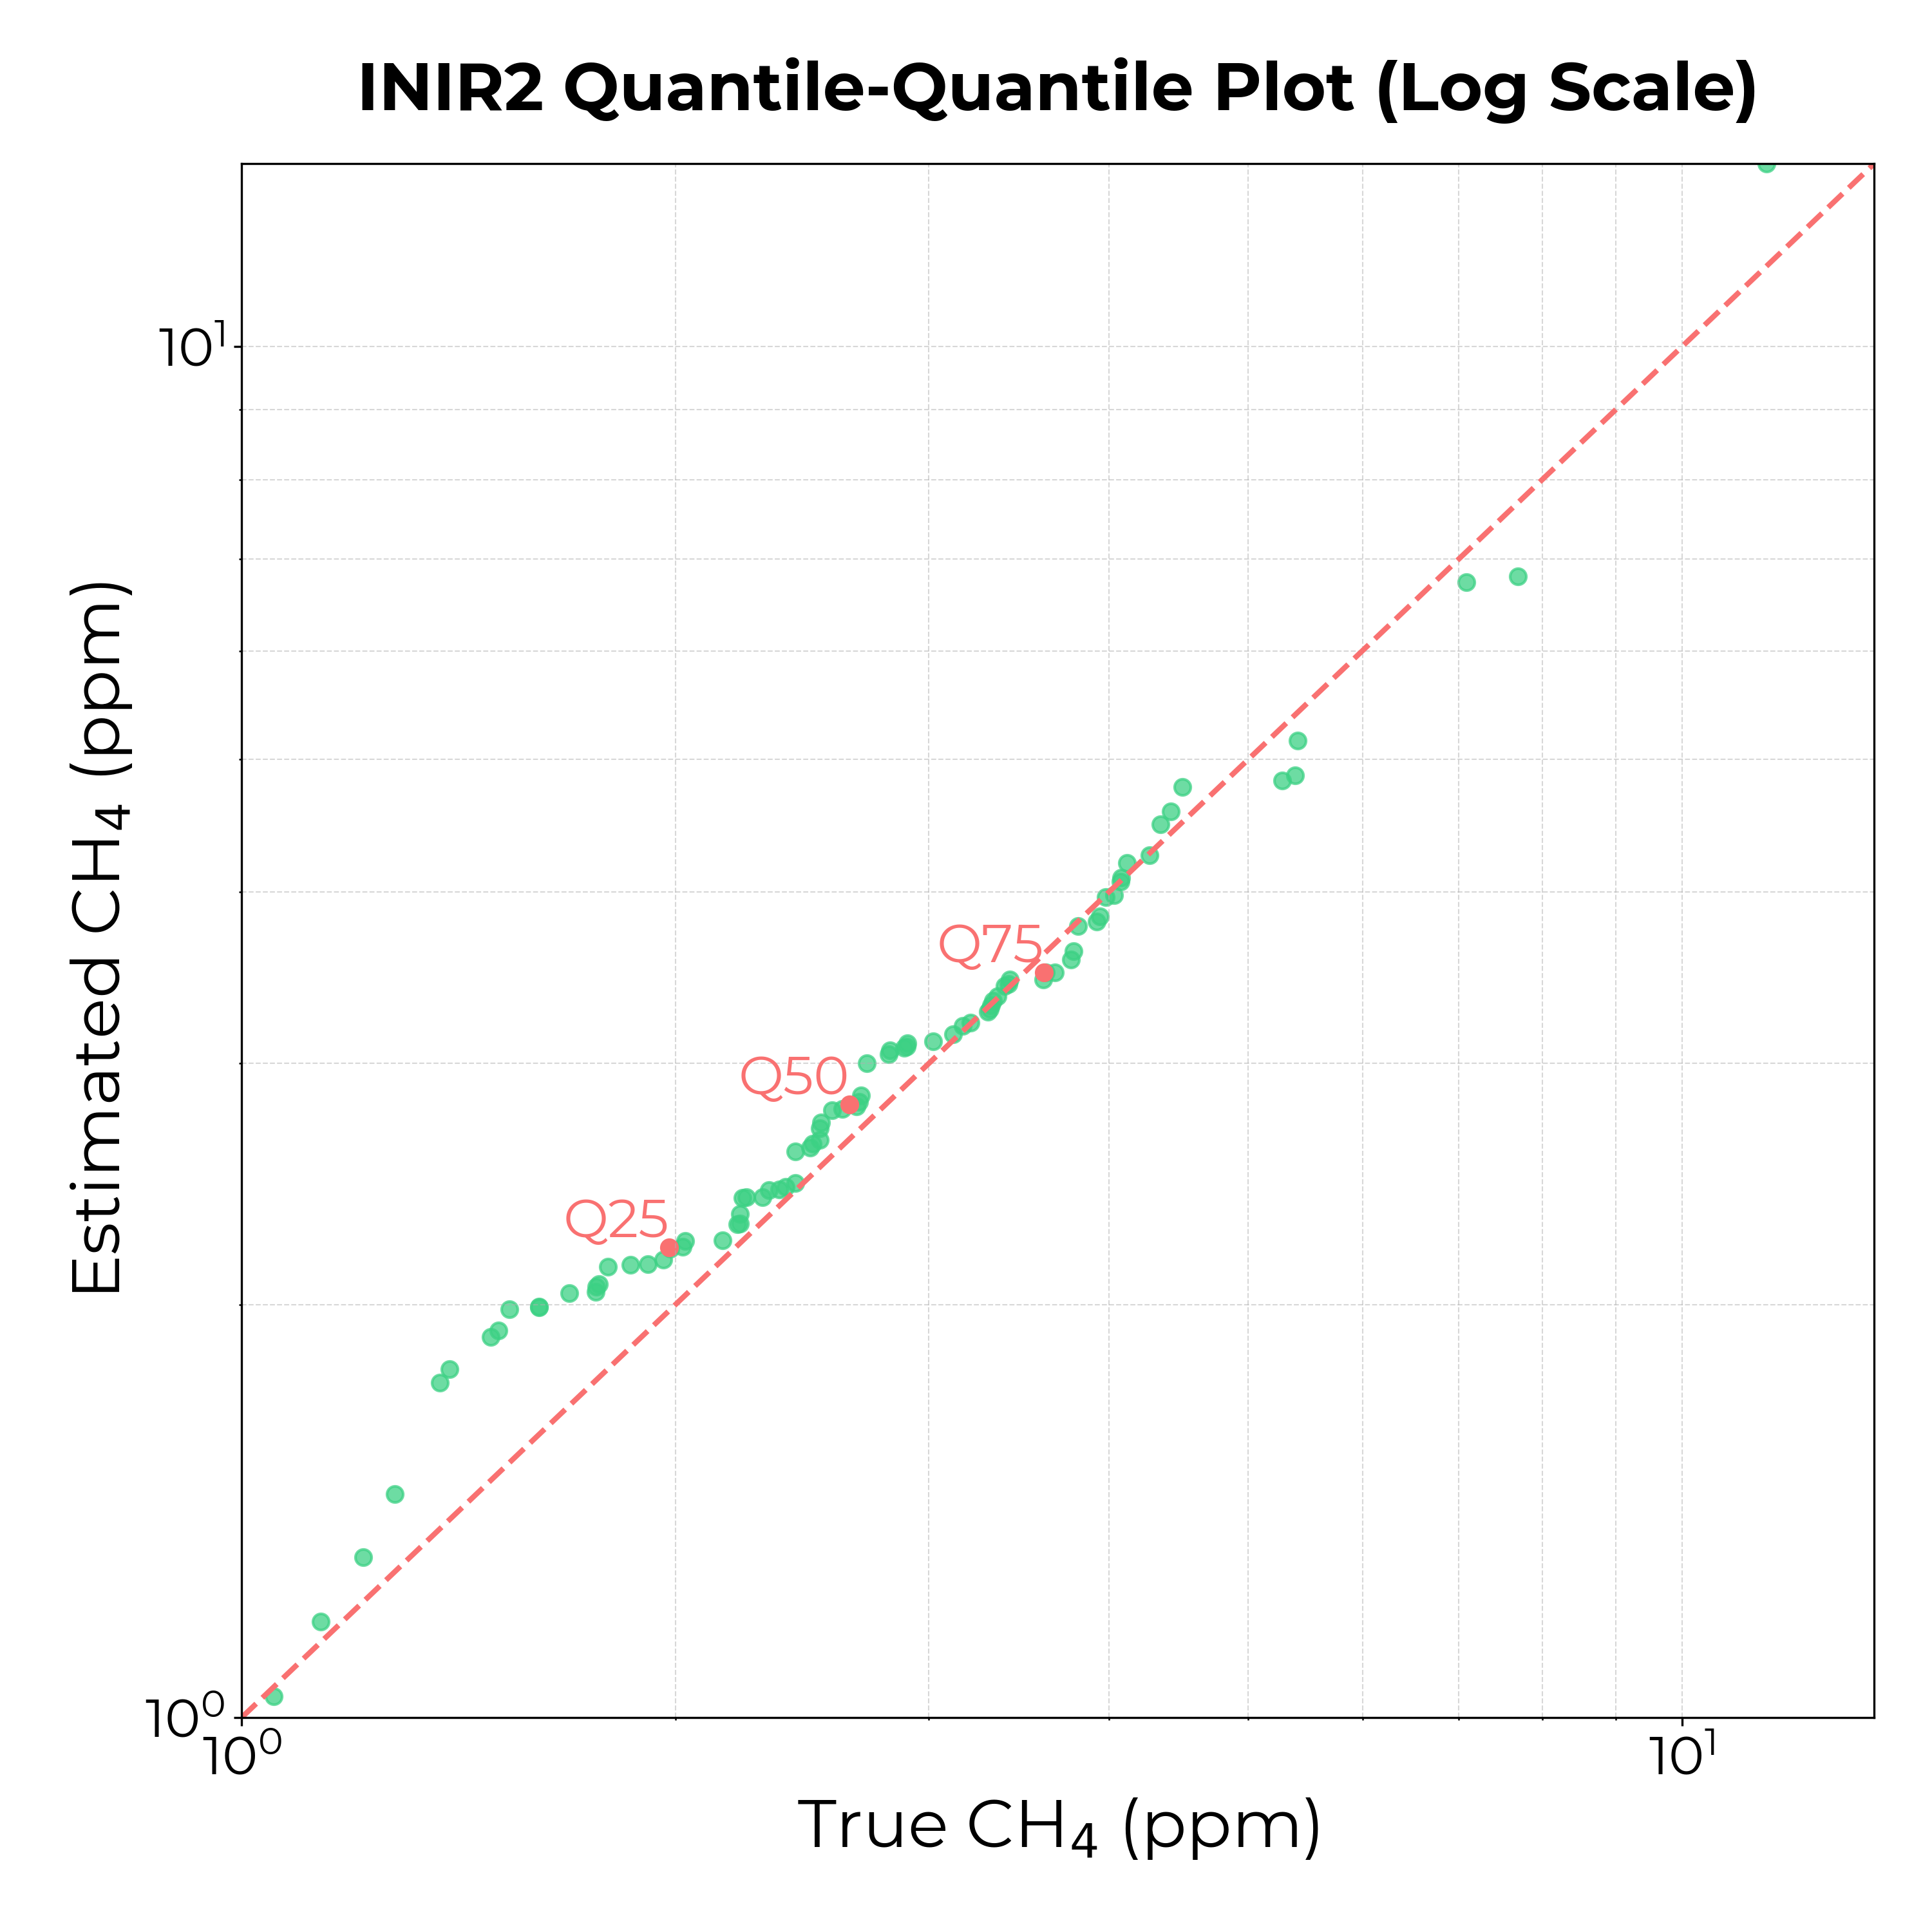 INIR2 Quantile-Quantile Plot (Log Scale)
10¹
Estimated CH₄ (ppm)
Q75
Q50
Q25
10⁰
10⁰
10¹
True CH₄ (ppm)